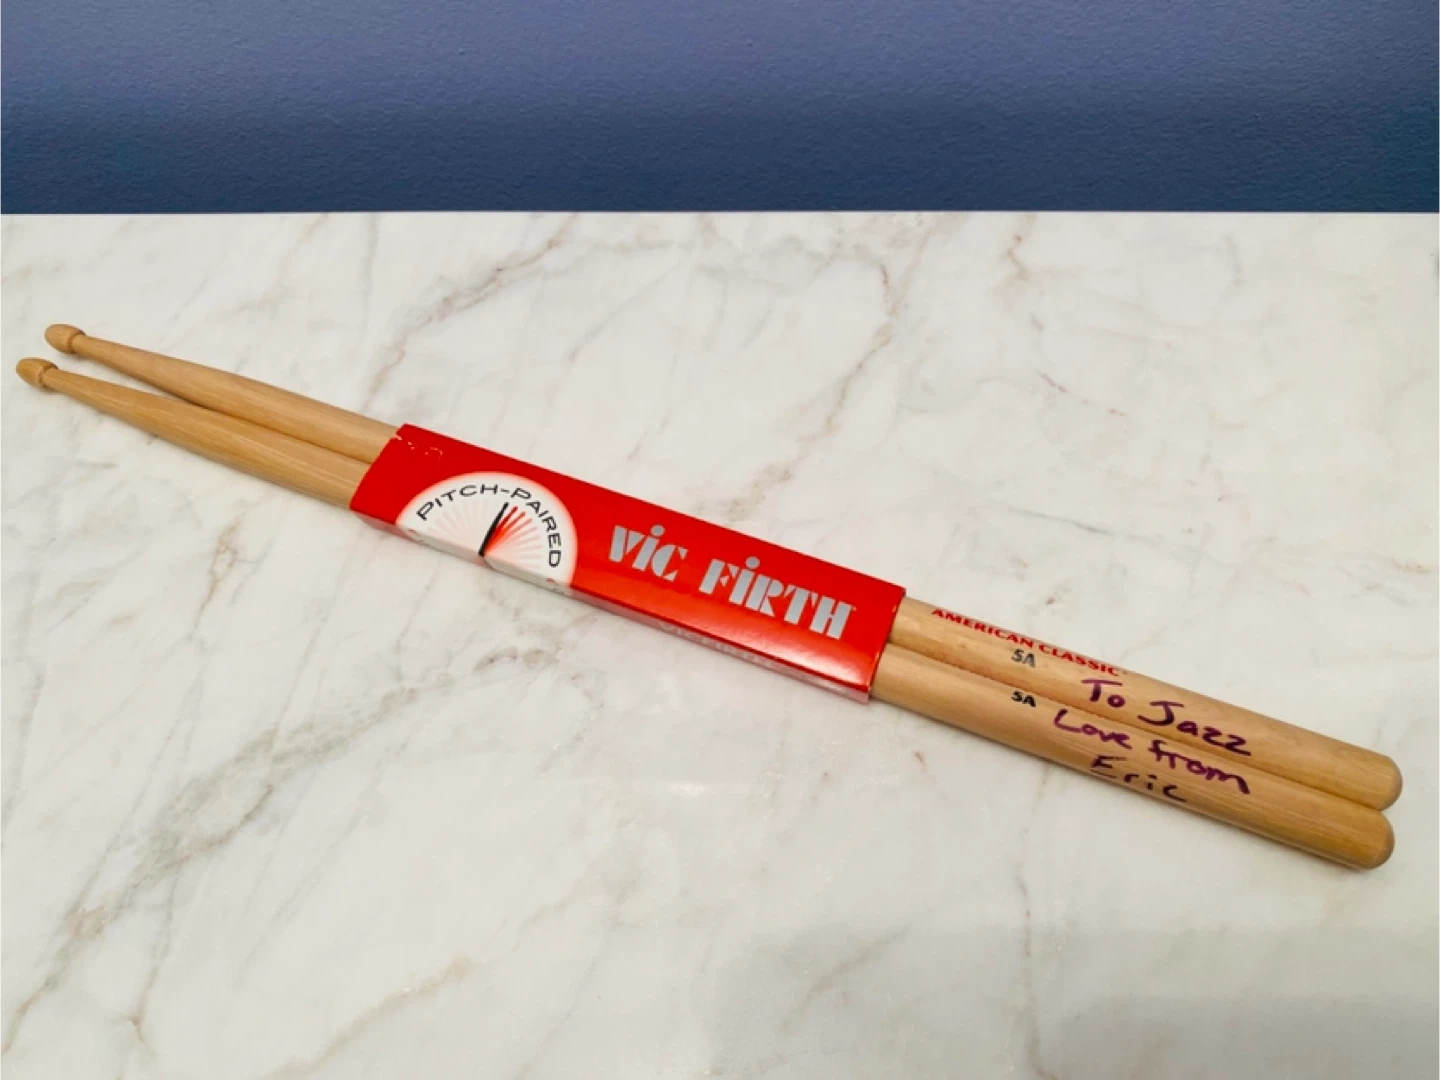 PITCH-PAIRED
VIC FIRTH
AMERICAN CLASSIC
5A
5A
To Jazz
Love from
Eric